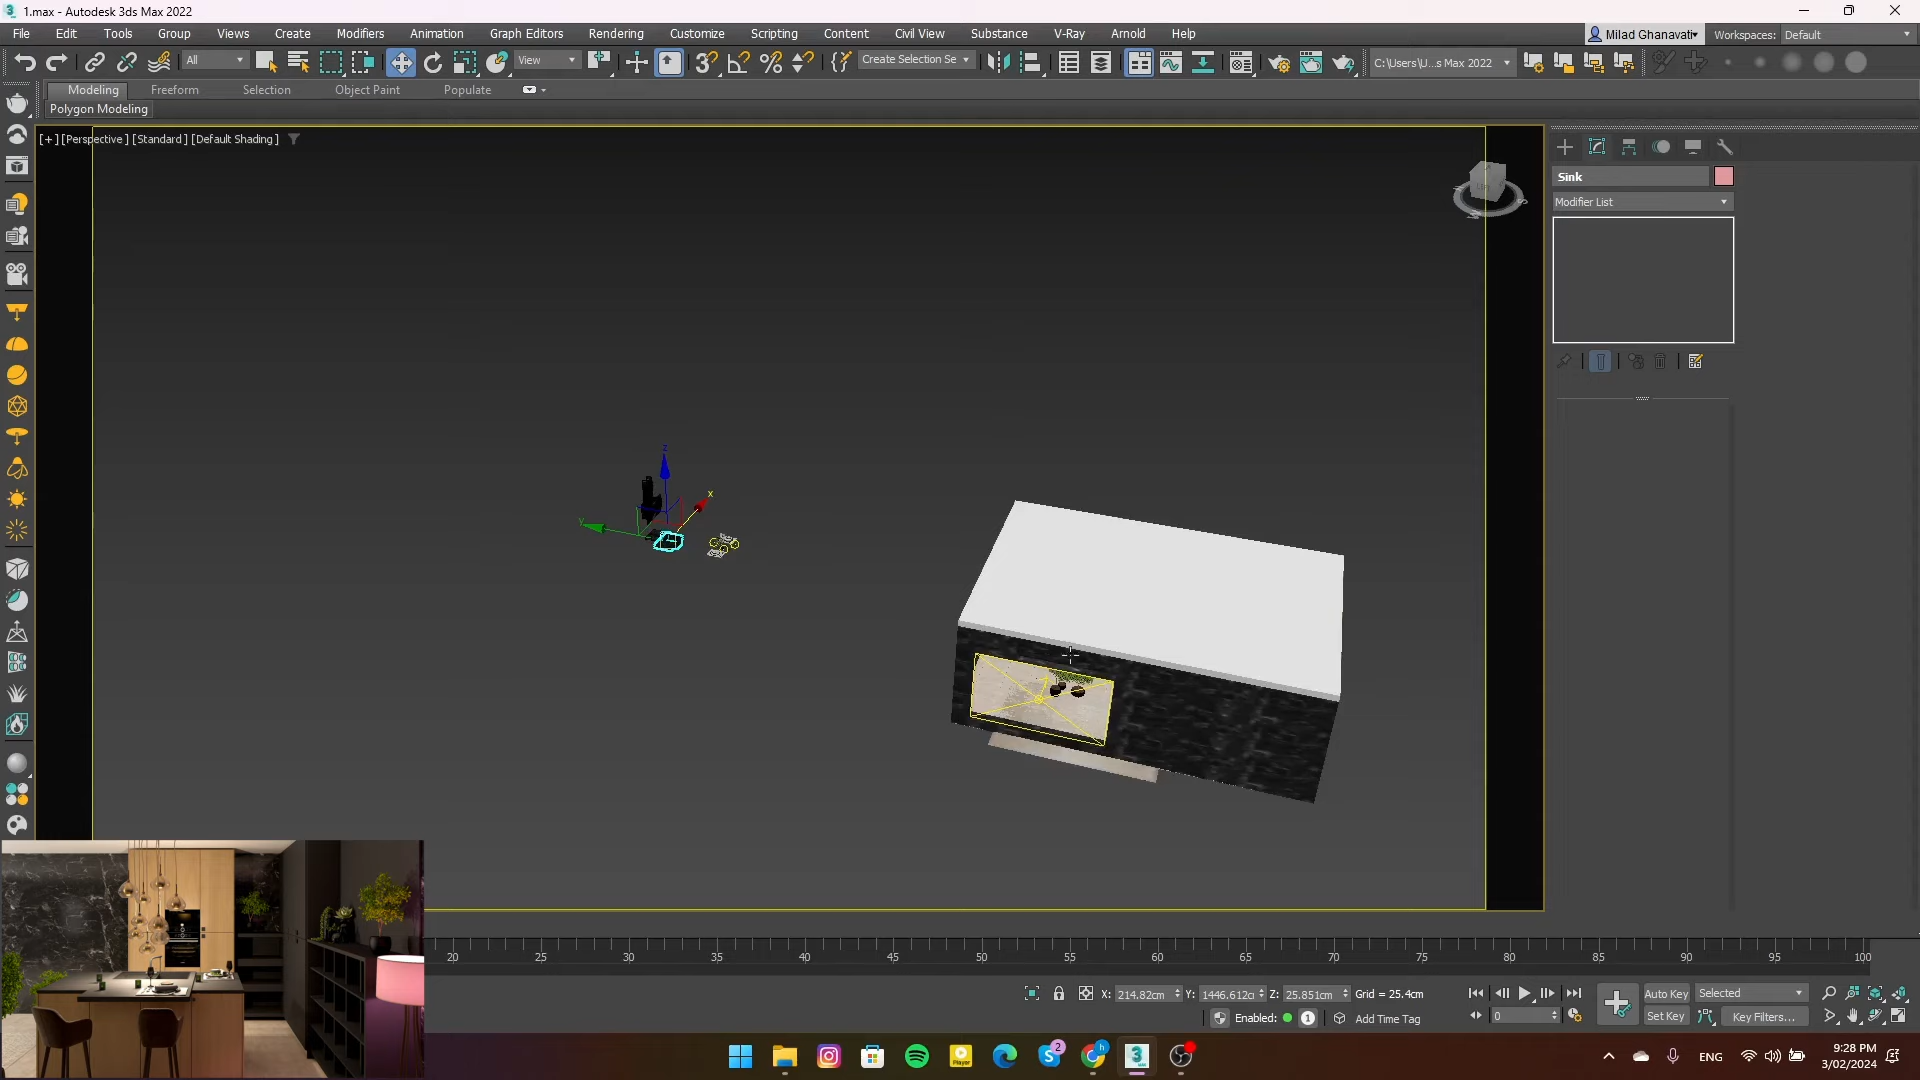 1.max - Autodesk 3ds Max 2022
File Edit Tools Group Views Create Modifiers Animation Graph Editors Rendering Customize Scripting Content Civil View Substance V-Ray Arnold Help
Milad Ghanavati
Workspaces: Default
All
View
Create Selection Se
C:\Users\U...s Max 2022
Modeling Freeform Selection Object Paint Populate
Polygon Modeling
[+] [Perspective ] [Standard ] [Default Shading ]
Sink
Modifier List
z
x
y
20 25 30 35 40 45 50 55 60 65 70 75 80 85 90 95 100
X: 214.82cm Y: 1446.612c Z: 25.851cm Grid = 25.4cm
Enabled: 1 Add Time Tag
0
Auto Key Selected
Set Key Key Filters...
2
h
ENG
9:28 PM
3/02/2024